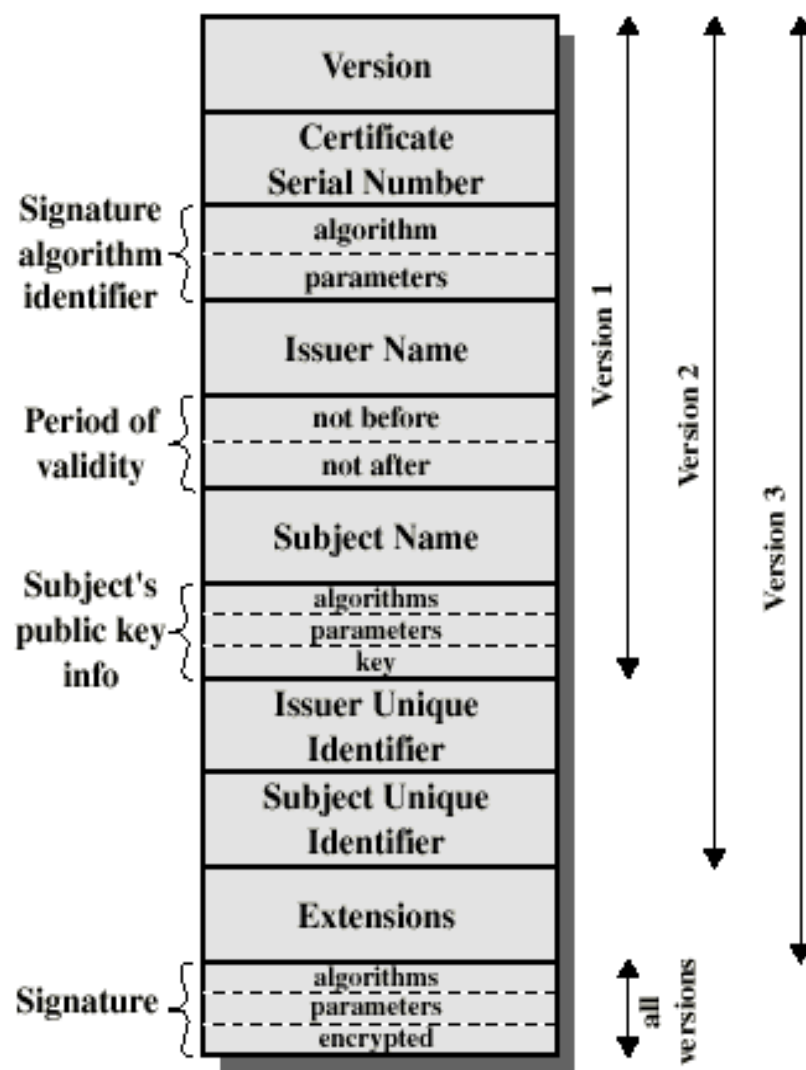 Version
Certificate
Serial Number
Signature
algorithm
identifier
algorithm
parameters
Issuer Name
Period of
validity
not before
not after
Subject Name
Subject's
public key
info
algorithms
parameters
key
Issuer Unique
Identifier
Subject Unique
Identifier
Extensions
Signature
algorithms
parameters
encrypted
Version 1
Version 2
Version 3
all
versions